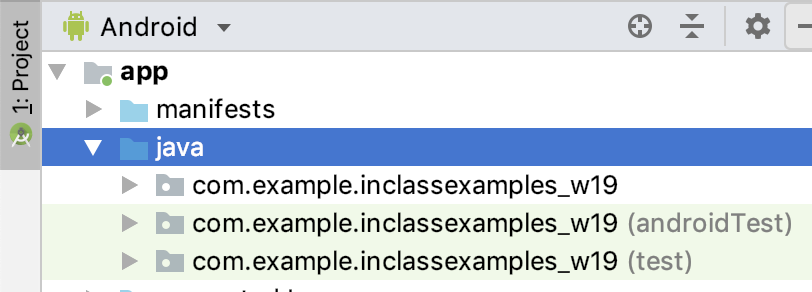 1: Project
Android
app
manifests
java
com.example.inclassexamples_w19
com.example.inclassexamples_w19 (androidTest)
com.example.inclassexamples_w19 (test)